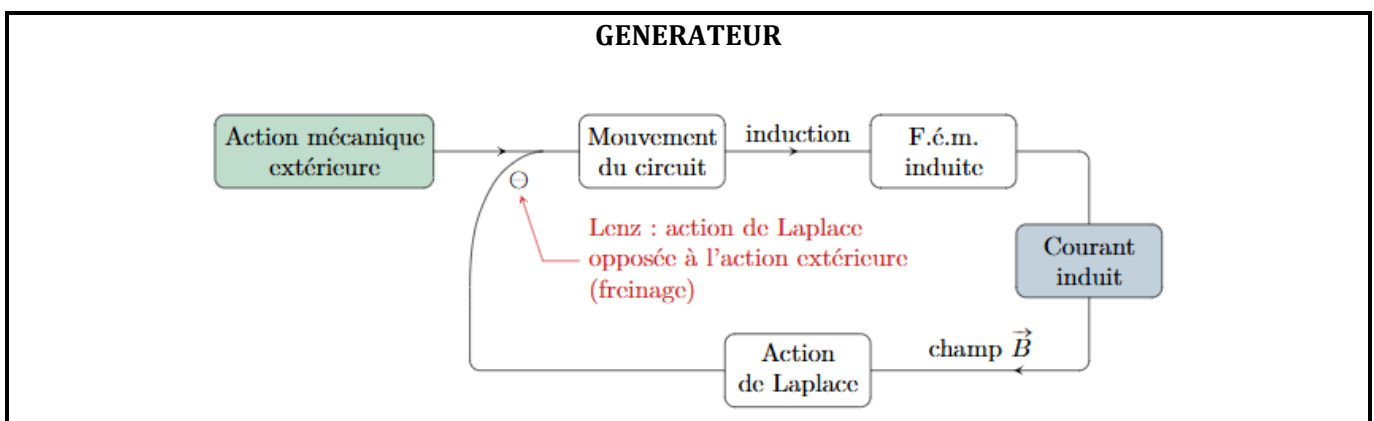 GENERATEUR
Action mécanique
extérieure
Mouvement
du circuit
induction
F.é.m.
induite
⊖
Lenz : action de Laplace
opposée à l'action extérieure
(freinage)
Courant
induit
champ B⃗
Action
de Laplace